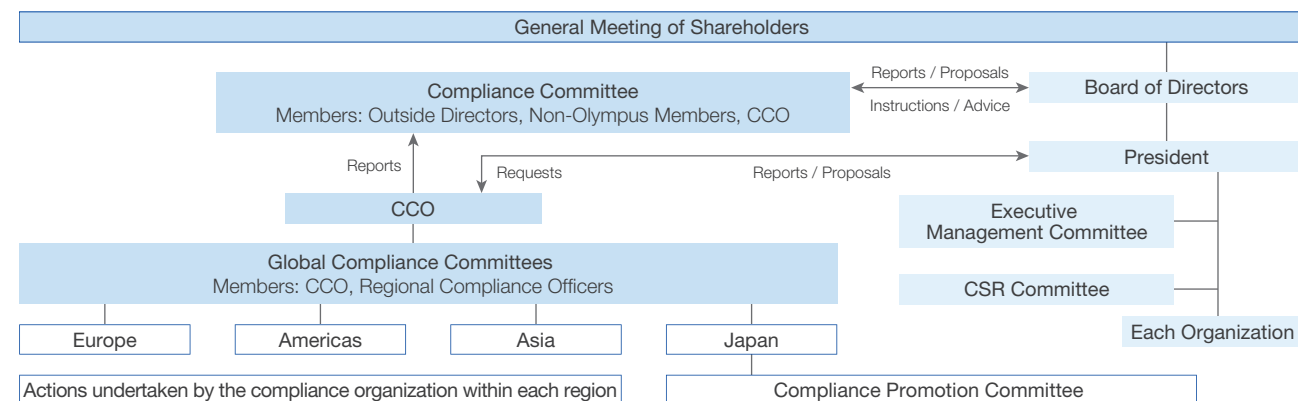 General Meeting of Shareholders
Compliance Committee
Members: Outside Directors, Non-Olympus Members, CCO
Reports / Proposals
Instructions / Advice
Board of Directors
Reports
Requests
Reports / Proposals
President
CCO
Executive
Management Committee
Global Compliance Committees
Members: CCO, Regional Compliance Officers
CSR Committee
Europe
Americas
Asia
Japan
Each Organization
Actions undertaken by the compliance organization within each region
Compliance Promotion Committee